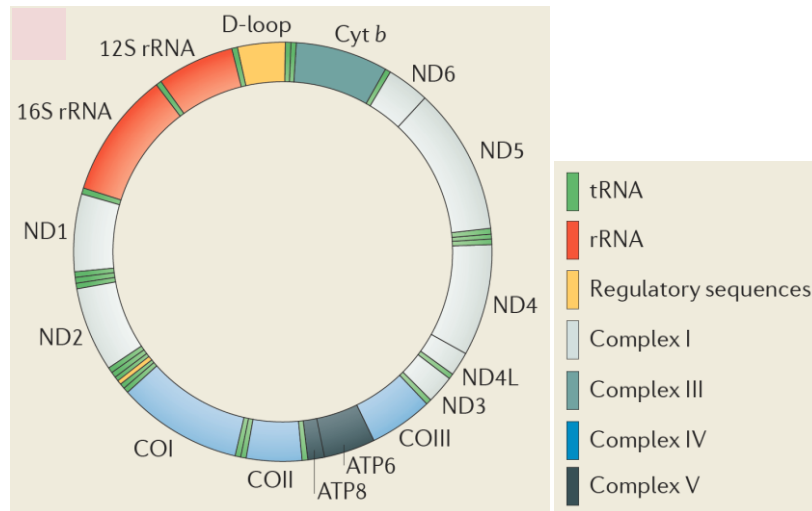 D-loop
Cyt b
12S rRNA
ND6
16S rRNA
ND5
ND1
ND4
ND2
ND4L
ND3
COI
COIII
COII
ATP6
ATP8
tRNA
rRNA
Regulatory sequences
Complex I
Complex III
Complex IV
Complex V